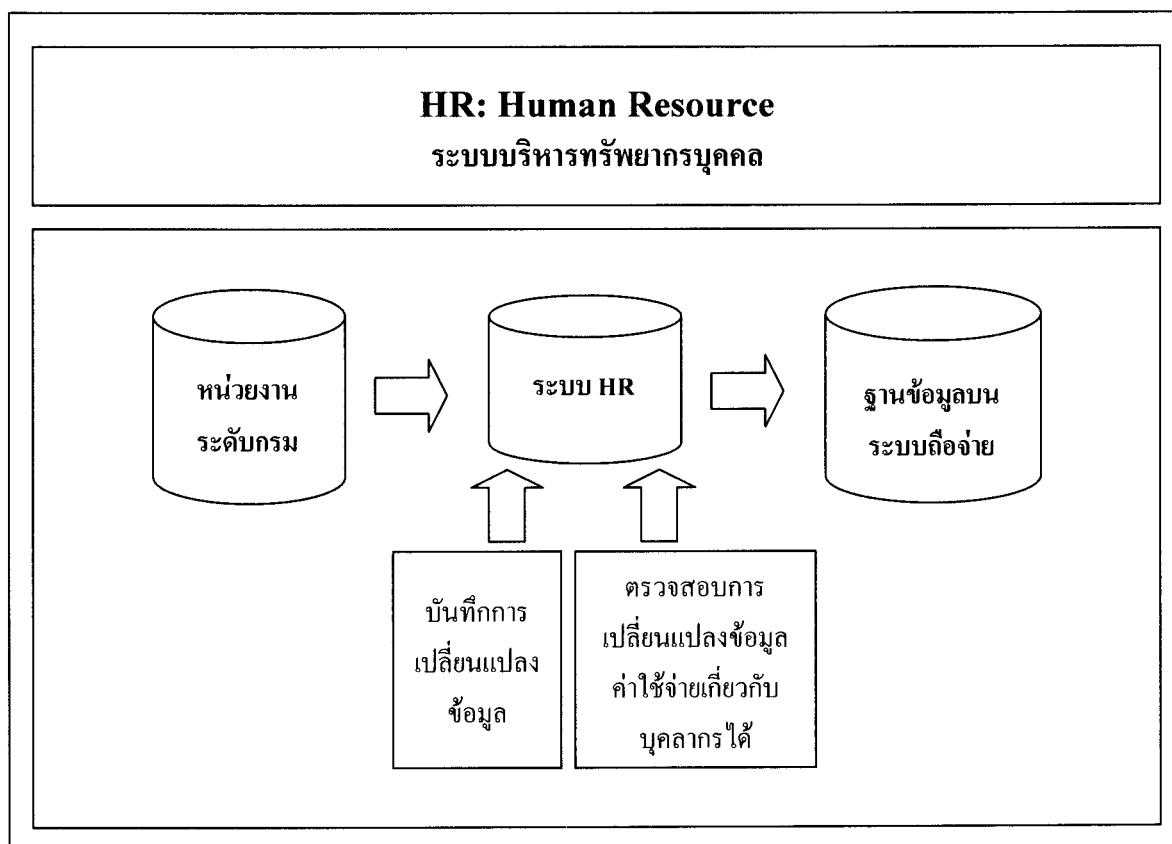 HR: Human Resource
ระบบบริหารทรัพยากรบุคคล
หน่วยงาน
ระดับกรม
ระบบ HR
ฐานข้อมูลบน
ระบบถือจ่าย
บันทึกการ
เปลี่ยนแปลง
ข้อมูล
ตรวจสอบการ
เปลี่ยนแปลงข้อมูล
ค่าใช้จ่ายเกี่ยวกับ
บุคลากรได้